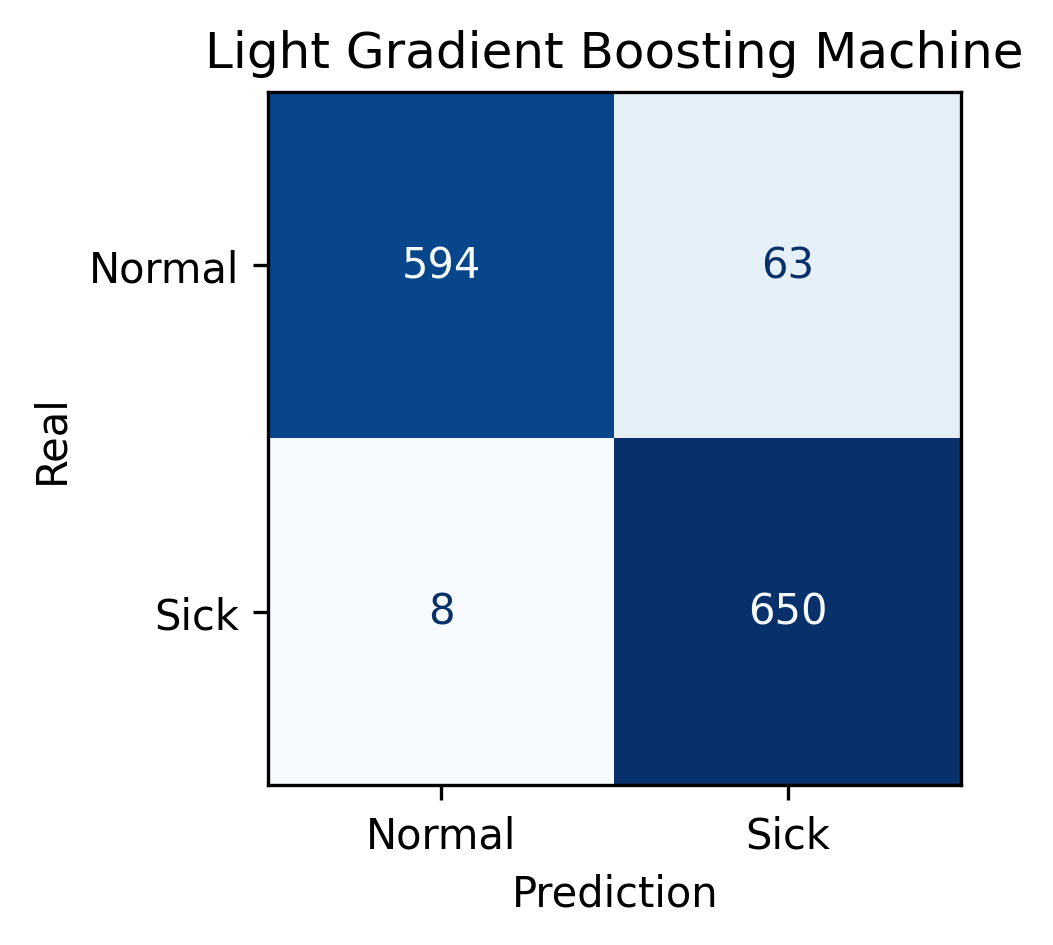 Light Gradient Boosting Machine
Normal
594
63
Real
Sick
8
650
Normal
Sick
Prediction